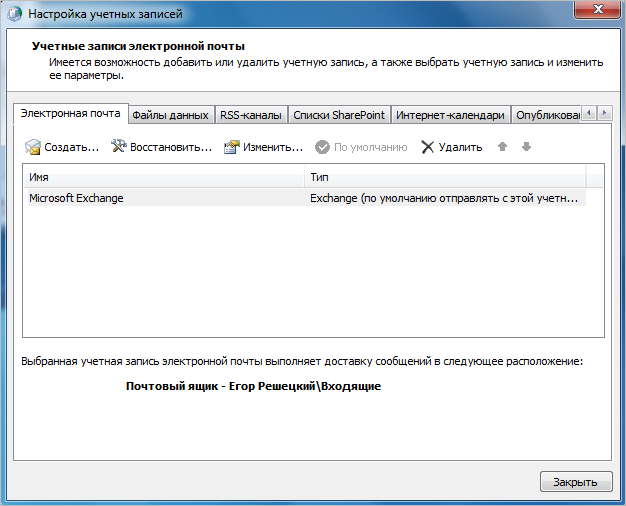 Настройка учетных записей
Учетные записи электронной почты
Имеется возможность добавить или удалить учетную запись, а также выбрать учетную запись и изменить
ее параметры.
Электронная почта Файлы данных RSS-каналы Списки SharePoint Интернет-календари Опубликован
Создать... Восстановить... Изменить... По умолчанию Удалить
Имя Тип
Microsoft Exchange Exchange (по умолчанию отправлять с этой учетн...
Выбранная учетная запись электронной почты выполняет доставку сообщений в следующее расположение:
Почтовый ящик - Егор Решецкий\Входящие
Закрыть